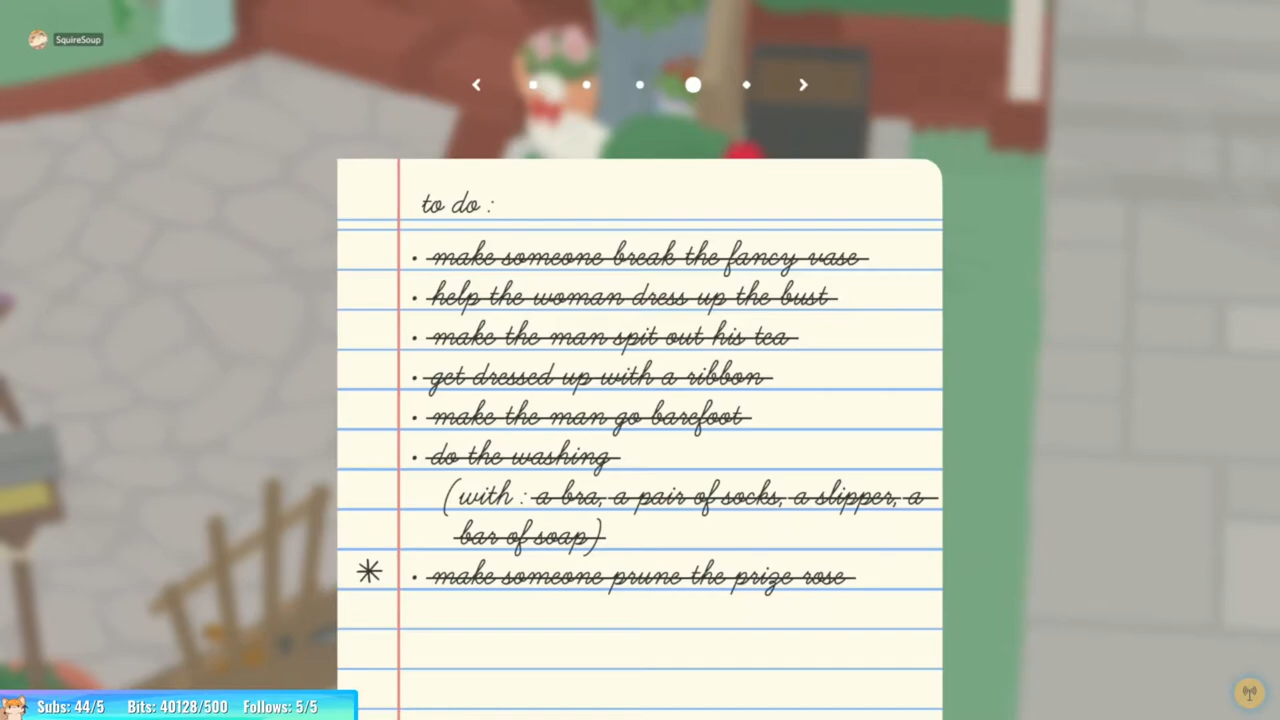 SquireSoup
to do :
• make someone break the fancy vase
• help the woman dress up the bust
• make the man spit out his tea
• get dressed up with a ribbon
• make the man go barefoot
• do the washing
(with : a bra, a pair of socks, a slipper, a
bar of soap)
• make someone prune the prize rose
Subs: 44/5 Bits: 40128/500 Follows: 5/5